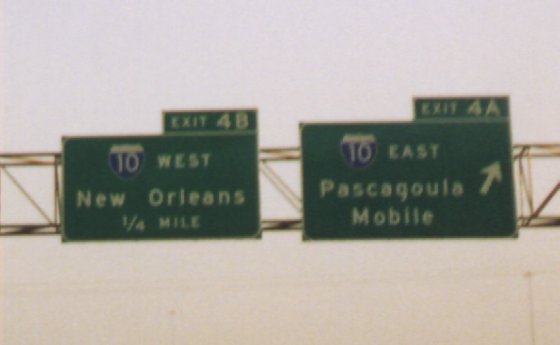 EXIT 4B
10 WEST
New Orleans
1/4 MILE
EXIT 4A
10 EAST
Pascagoula
Mobile